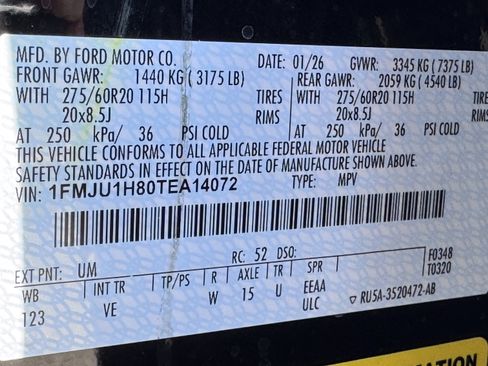 MFD. BY FORD MOTOR CO. 01/26 GVWR: 3345 KG (7375 LB)
FRONT GAWR: 1440 KG (3175 LB) REAR GAWR: 2059 KG (4540 LB)
WITH 275/60R20 115H TIRES WITH 275/60R20 115H TIRES
20x8.5J RIMS 20x8.5J RIMS
AT 250 kPa/ 36 PSI COLD AT 250 kPa/ 36 PSI COLD
THIS VEHICLE CONFORMS TO ALL APPLICABLE FEDERAL MOTOR VEHICLE
SAFETY STANDARDS IN EFFECT ON THE DATE OF MANUFACTURE SHOWN ABOVE.
VIN: 1FMJU1H80TEA14072 TYPE: MPV
F0348
EXT PNT: UM RC: 52 DSO: T0320
WB INT TR TP/PS R AXLE TR SPR
123 VE W 15 U EEAA
ULC ▽ RU5A-3520472-AB